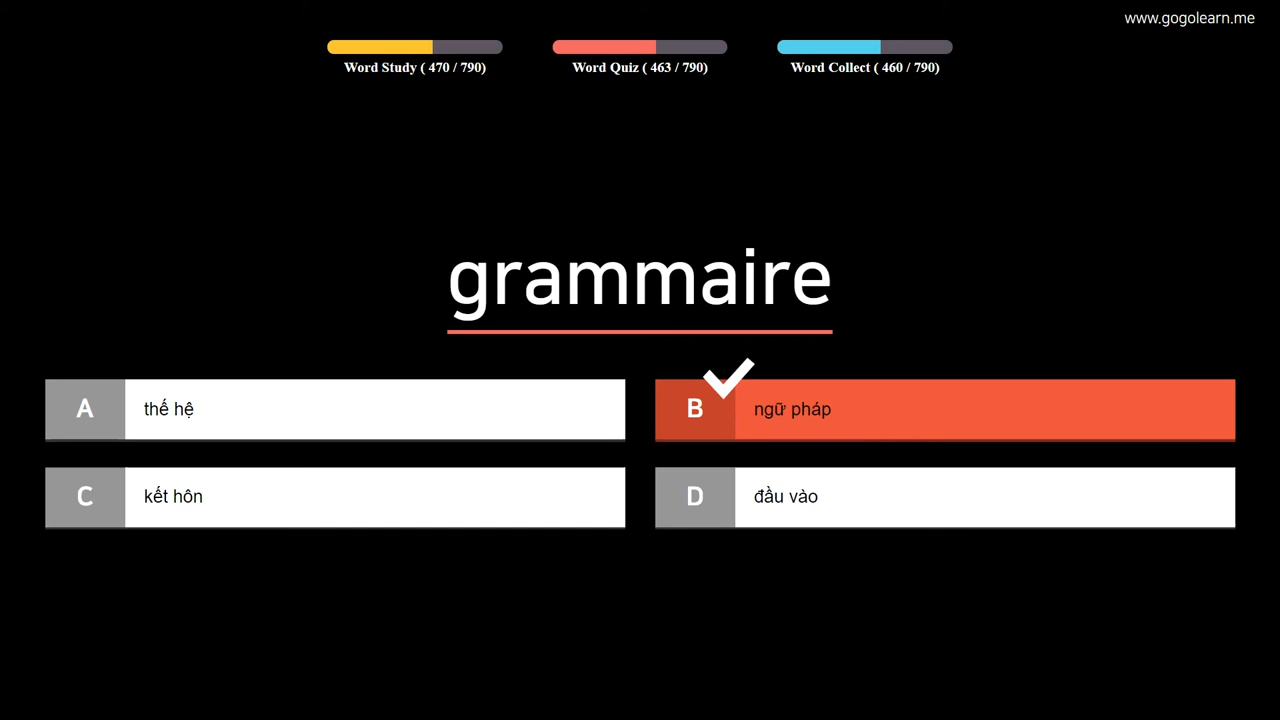 www.gogolearn.me
Word Study ( 470 / 790)
Word Quiz ( 463 / 790)
Word Collect ( 460 / 790)
grammaire
A thế hệ
B ngữ pháp
C kết hôn
D đầu vào